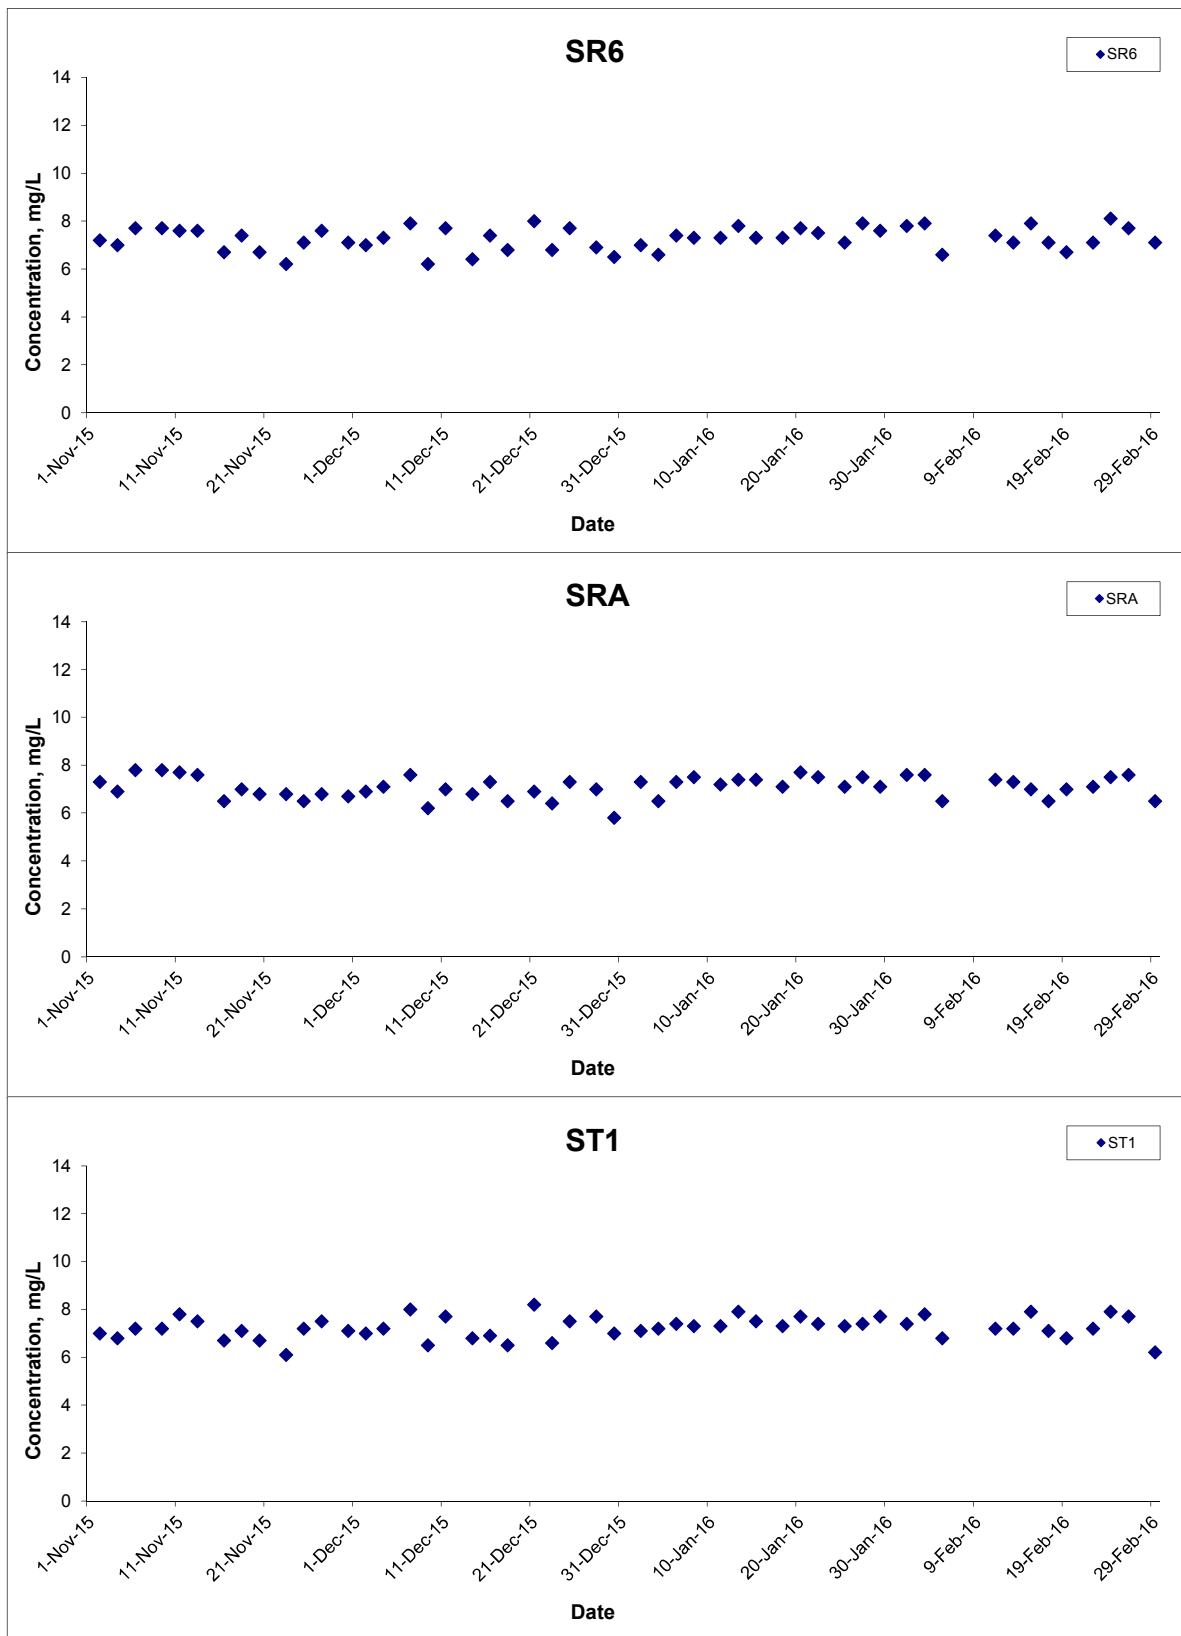 SR6
SR6
14
12
10
8
6
4
2
0
Concentration, mg/L
1-Nov-15
11-Nov-15
21-Nov-15
1-Dec-15
11-Dec-15
21-Dec-15
31-Dec-15
10-Jan-16
20-Jan-16
30-Jan-16
9-Feb-16
19-Feb-16
29-Feb-16
Date
SRA
SRA
14
12
10
8
6
4
2
0
Concentration, mg/L
1-Nov-15
11-Nov-15
21-Nov-15
1-Dec-15
11-Dec-15
21-Dec-15
31-Dec-15
10-Jan-16
20-Jan-16
30-Jan-16
9-Feb-16
19-Feb-16
29-Feb-16
Date
ST1
ST1
14
12
10
8
6
4
2
0
Concentration, mg/L
1-Nov-15
11-Nov-15
21-Nov-15
1-Dec-15
11-Dec-15
21-Dec-15
31-Dec-15
10-Jan-16
20-Jan-16
30-Jan-16
9-Feb-16
19-Feb-16
29-Feb-16
Date